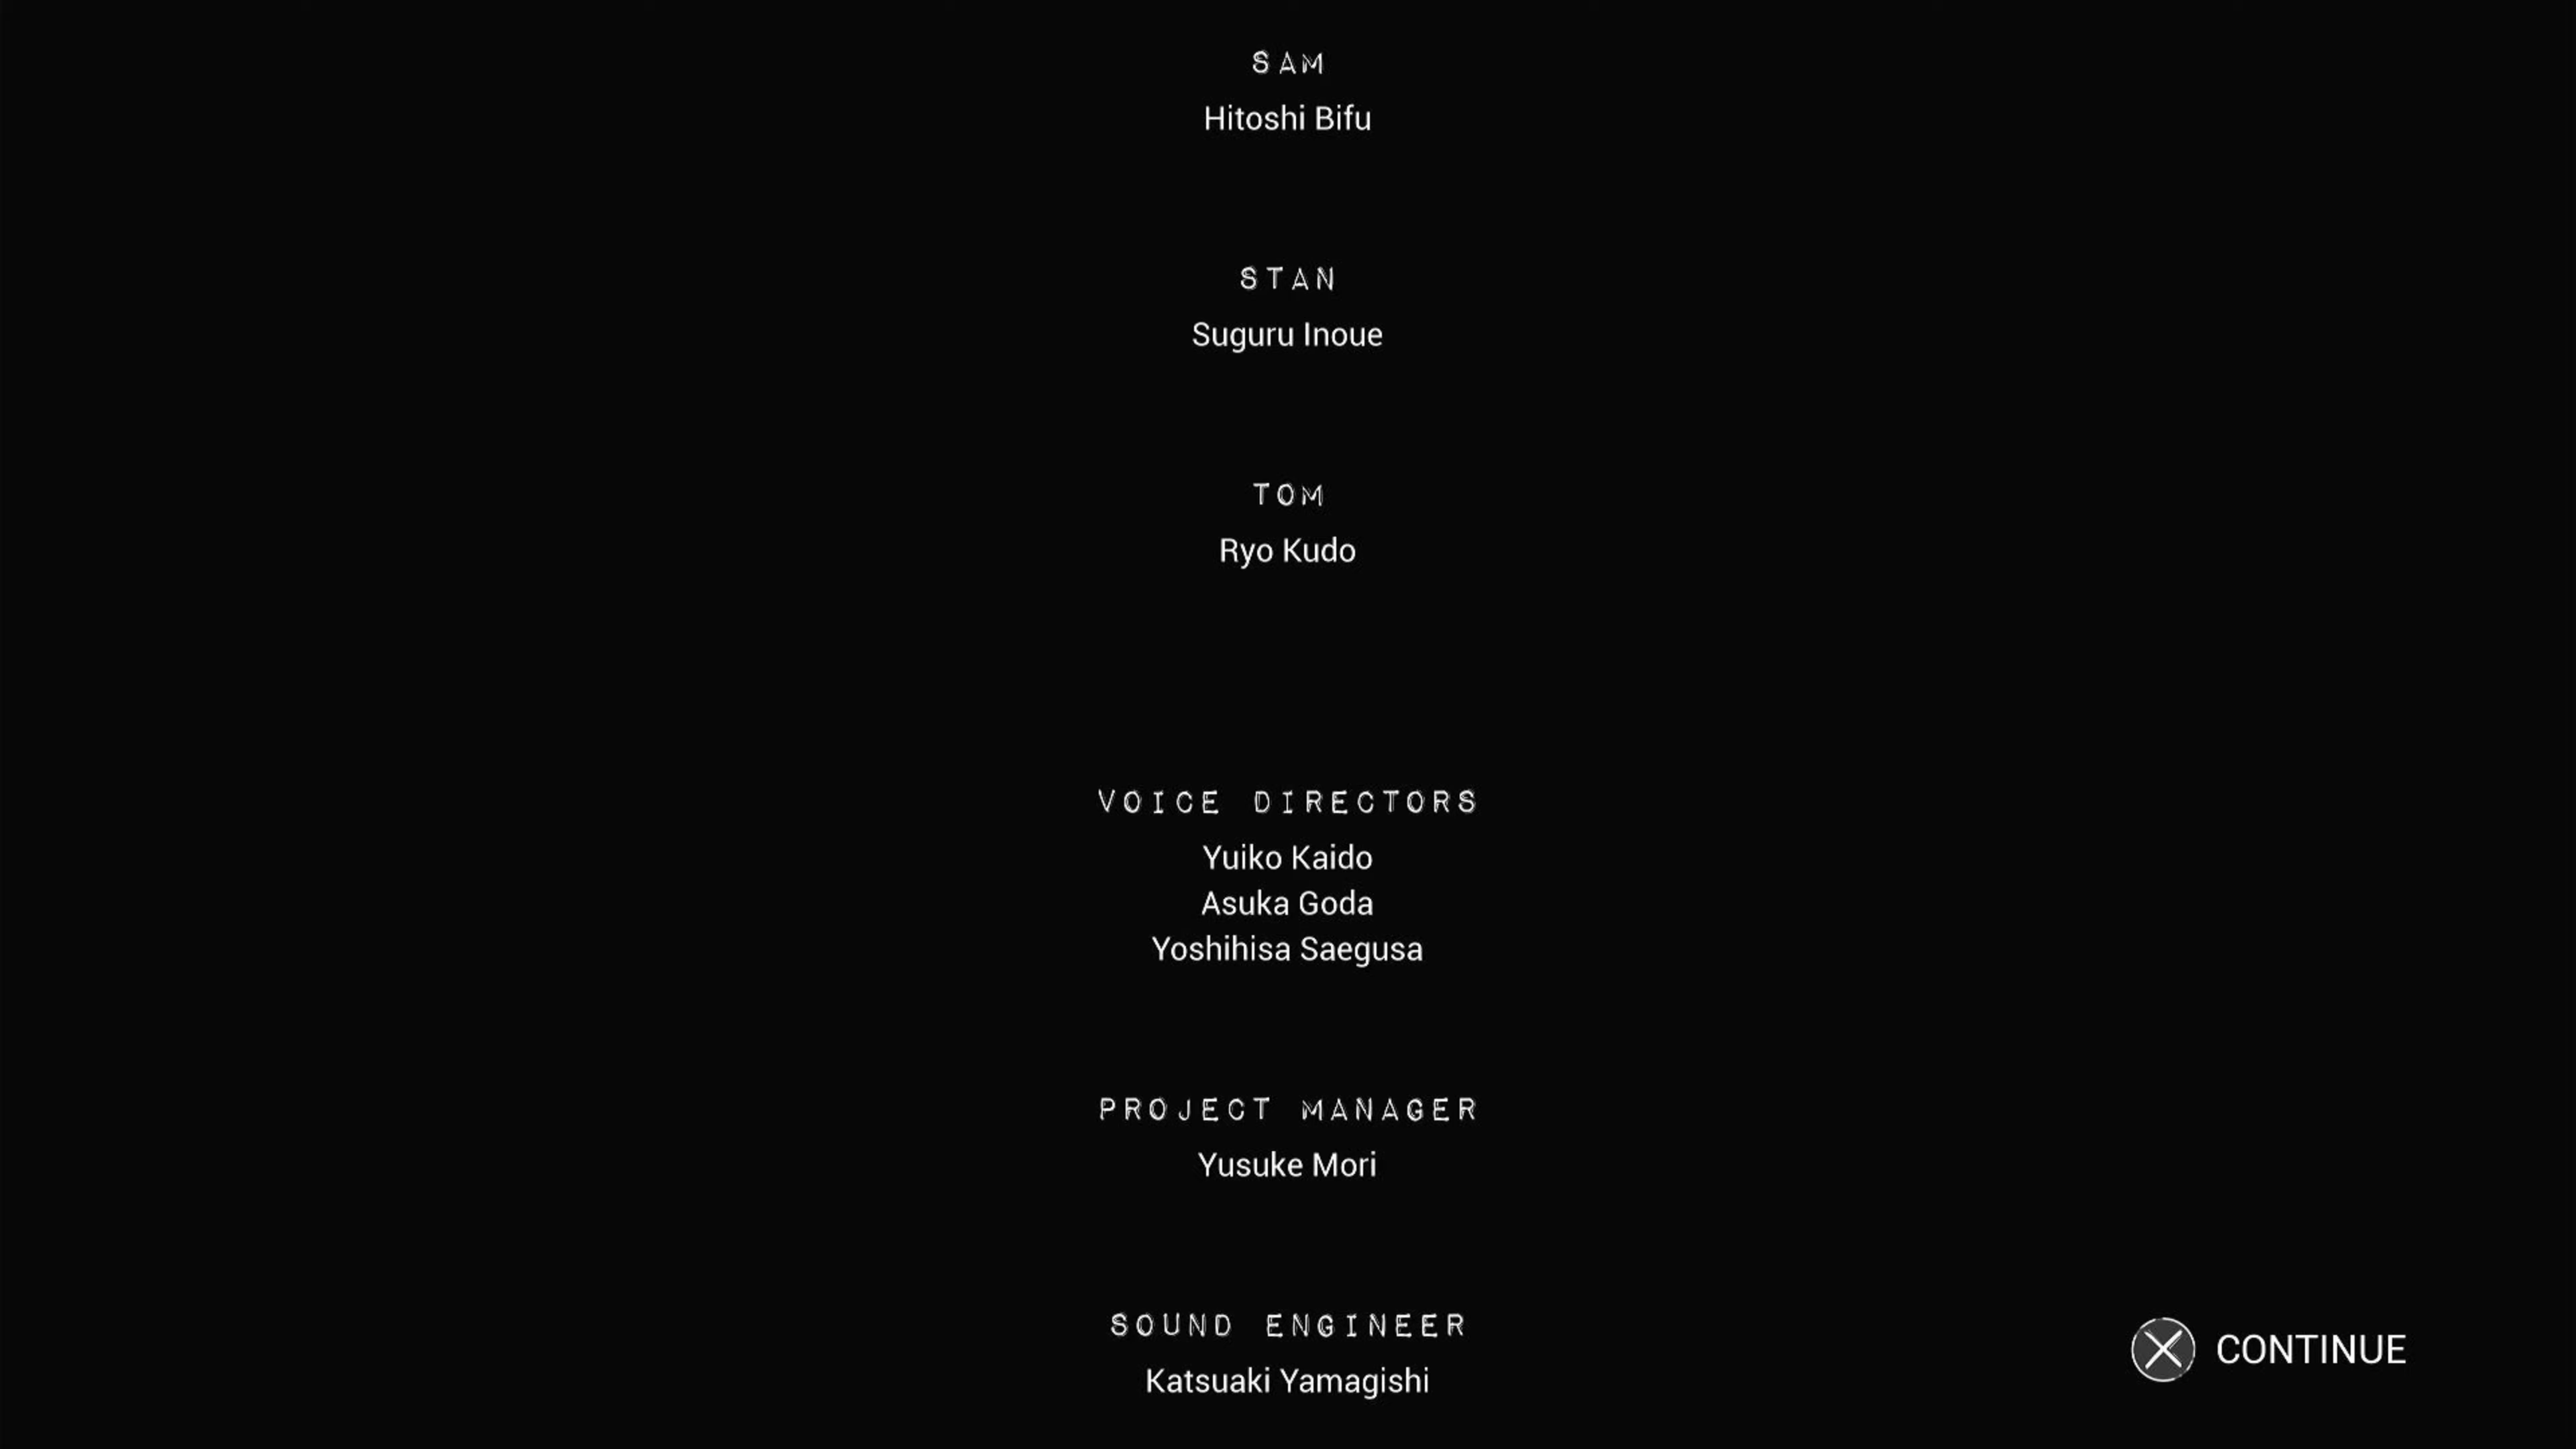 SAM
Hitoshi Bifu
STAN
Suguru Inoue
TOM
Ryo Kudo
VOICE DIRECTORS
Yuiko Kaido
Asuka Goda
Yoshihisa Saegusa
PROJECT MANAGER
Yusuke Mori
SOUND ENGINEER
Katsuaki Yamagishi
CONTINUE